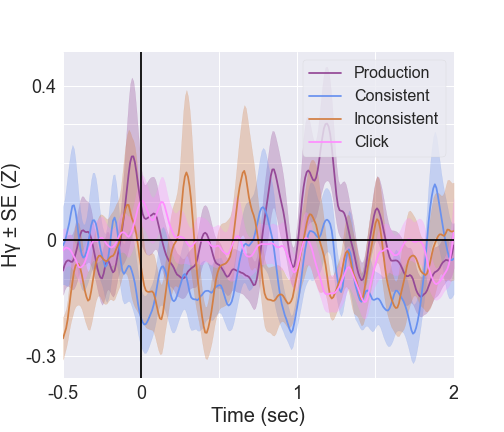 Production
Consistent
Inconsistent
Click
Hγ ± SE (Z)
0.4
0
-0.3
-0.5
0
1
2
Time (sec)